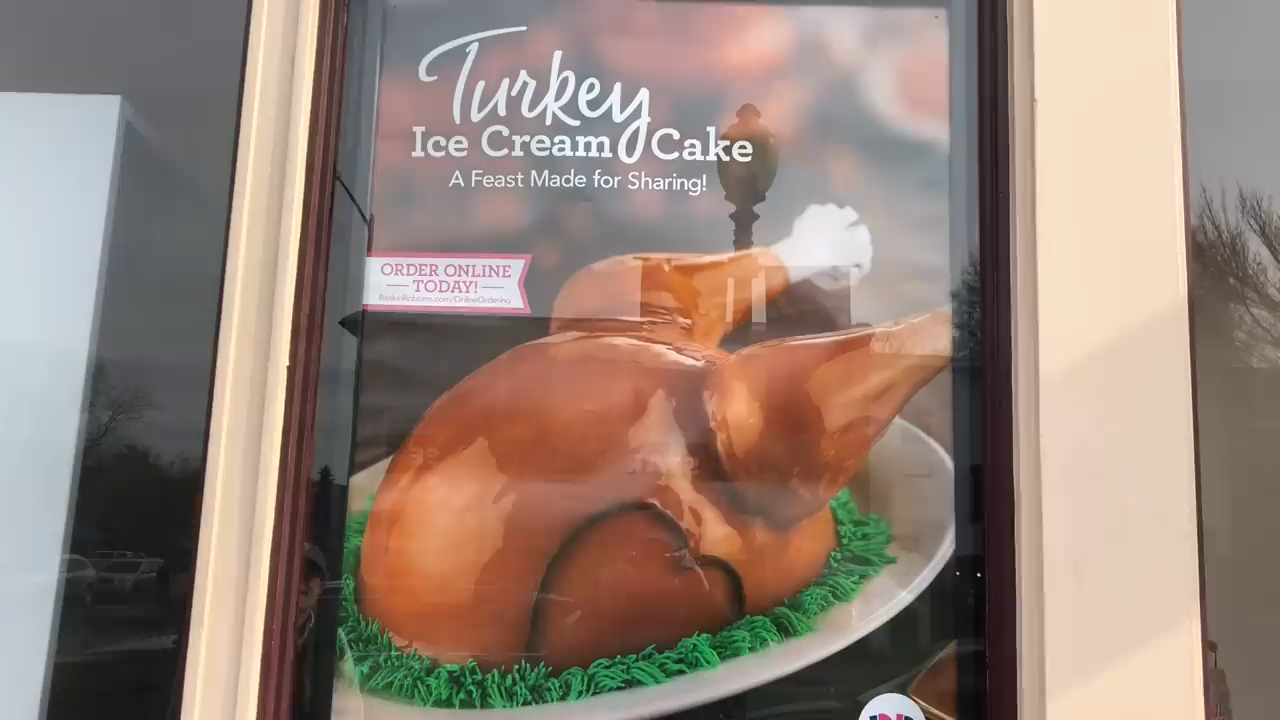 Turkey
Ice Cream Cake
A Feast Made for Sharing!
ORDER ONLINE
TODAY!
BaskinRobbins.com/OnlineOrdering